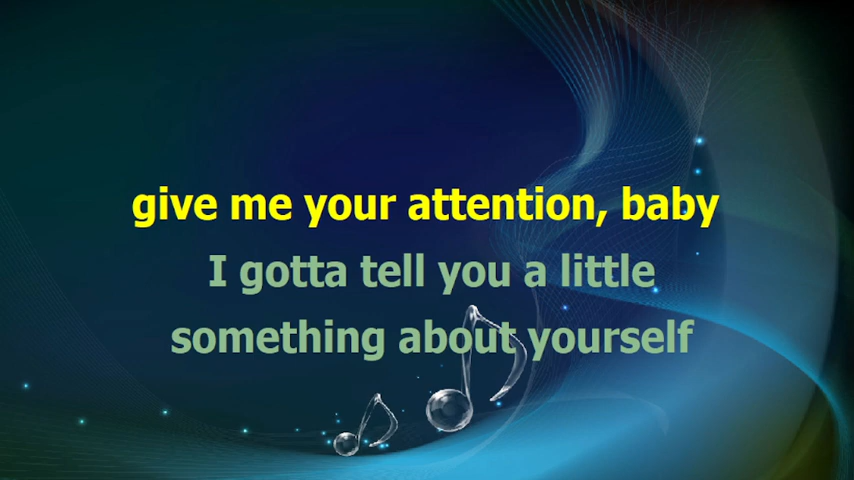 give me your attention, baby
I gotta tell you a little
something about yourself